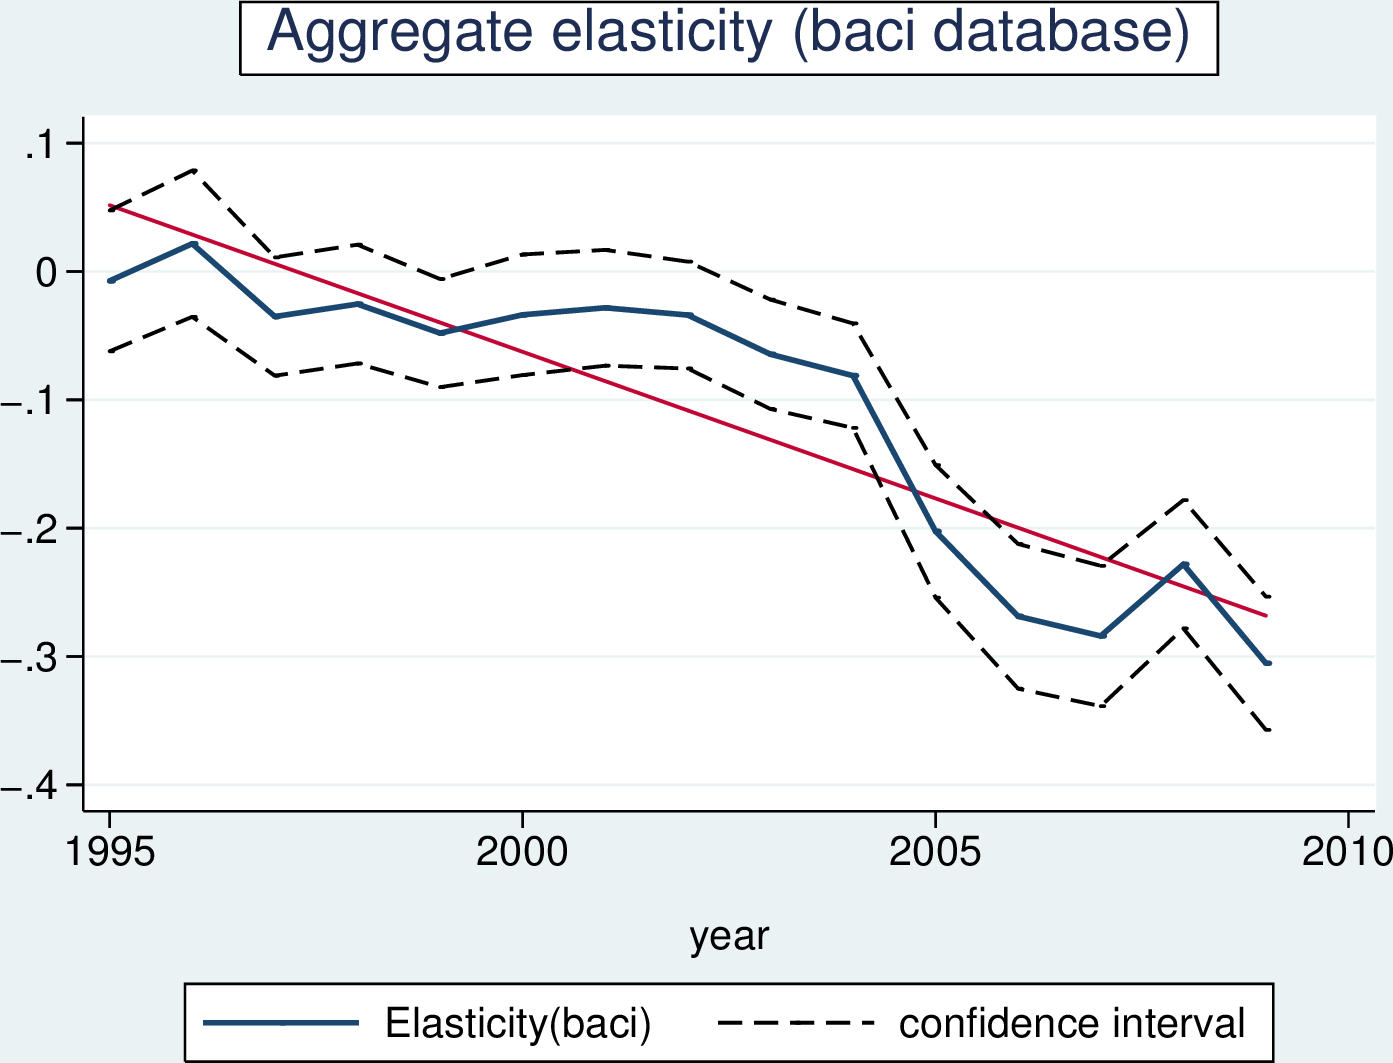 Aggregate elasticity (baci database)
.1
0
−.1
−.2
−.3
−.4
1995 2000 2005 2010
year
Elasticity(baci) confidence interval